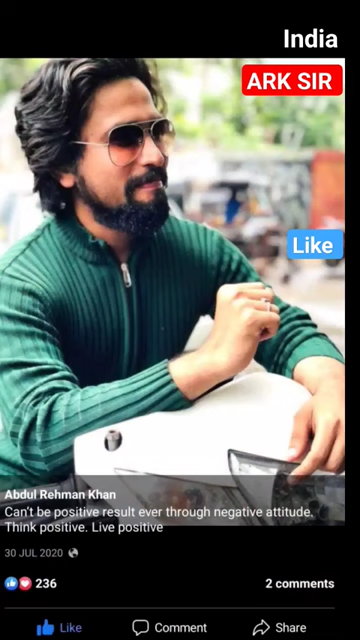 India
ARK SIR
Like
Abdul Rehman Khan
Can't be positive result ever through negative attitude.
Think positive. Live positive
30 JUL 2020
236
2 comments
Like
Comment
Share